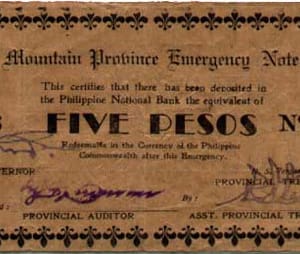 Mountain Province Emergency Note
This certifies that there has been deposited in
the Philippine National Bank the equivalent of
FIVE PESOS
Redeemable in the Currency of the Philippine
Commonwealth after this Emergency.
PROVINCIAL
By:
PROVINCIAL AUDITOR
ASST. PROVINCIAL